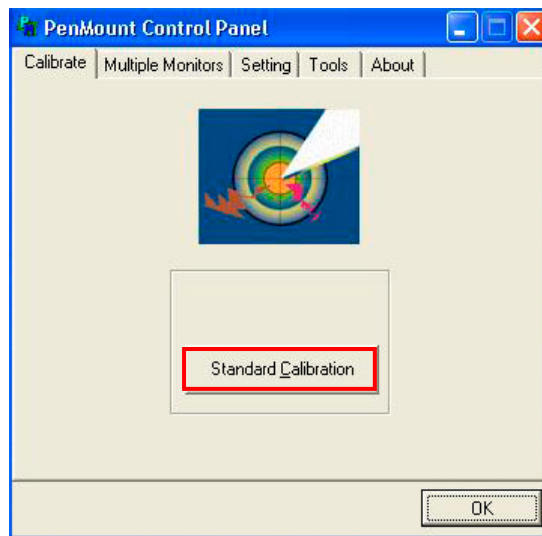 PenMount Control Panel
Calibrate Multiple Monitors Setting Tools About
Standard Calibration
OK